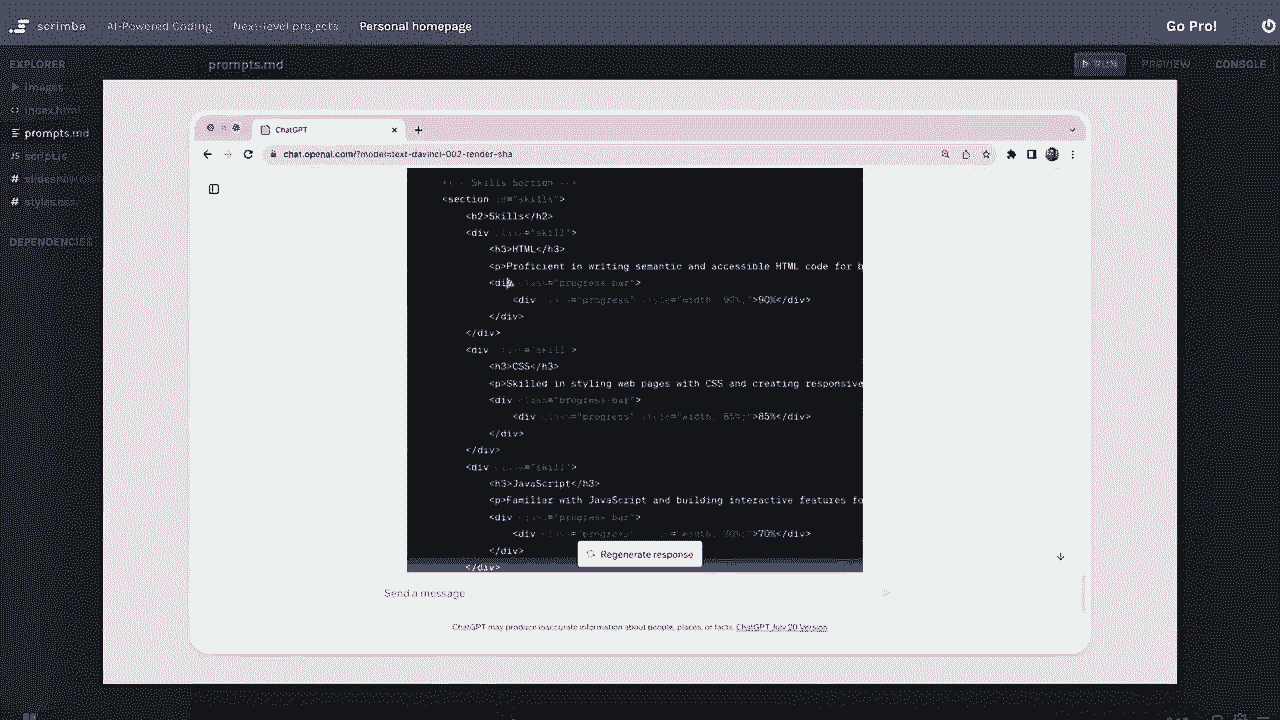 scrimba AI-Powered Coding Next-level projects Personal homepage Go Pro!
EXPLORER prompts.md RUN PREVIEW CONSOLE
images
index.html
prompts.md
script.js
styles.css
DEPENDENCIES
ChatGPT
chat.openai.com/?model=text-davinci-002-render-sha
<!-- Skills Section -->
<section id="skills">
<h2>Skills</h2>
<div class="skill">
<h3>HTML</h3>
<p>Proficient in writing semantic and accessible HTML code for b
<div class="progress-bar">
<div class="progress" style="width: 90%;">90%</div>
</div>
</div>
<div class="skill">
<h3>CSS</h3>
<p>Skilled in styling web pages with CSS and creating responsive
<div class="progress-bar">
<div class="progress" style="width: 85%;">85%</div>
</div>
</div>
<div class="skill">
<h3>JavaScript</h3>
<p>Familiar with JavaScript and building interactive features fo
<div class="progress-bar">
<div class="progress" style="width: 70%;">70%</div>
</div>
</div>
Regenerate response
Send a message
ChatGPT may produce inaccurate information about people, places, or facts. ChatGPT July 20 Version